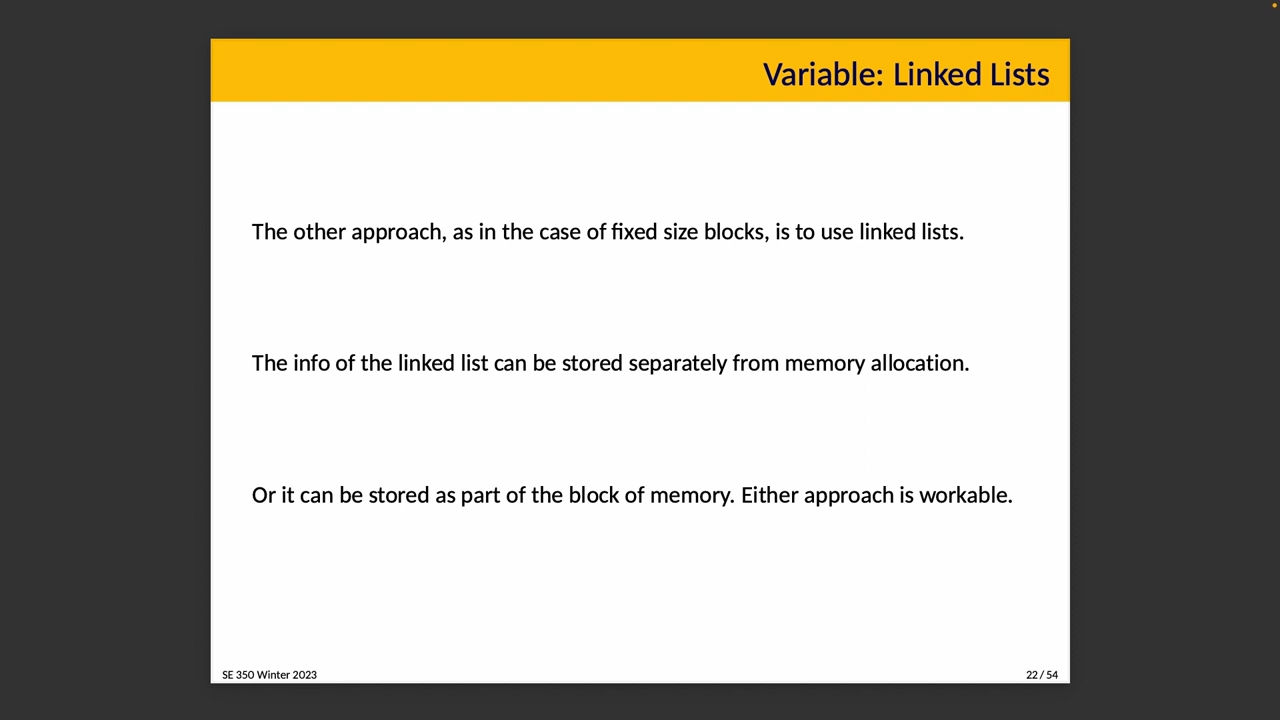 Variable: Linked Lists
The other approach, as in the case of fixed size blocks, is to use linked lists.
The info of the linked list can be stored separately from memory allocation.
Or it can be stored as part of the block of memory. Either approach is workable.
SE 350 Winter 2023
22 / 54